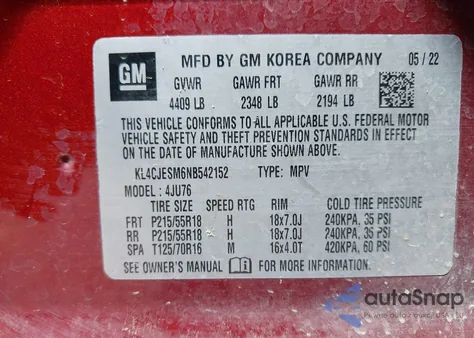 GM
MFD BY GM KOREA COMPANY 05/22
GVWR GAWR FRT GAWR RR
4409 LB 2348 LB 2194 LB
THIS VEHICLE CONFORMS TO ALL APPLICABLE U.S. FEDERAL MOTOR
VEHICLE SAFETY AND THEFT PREVENTION STANDARDS IN EFFECT
ON THE DATE OF MANUFACTURE SHOWN ABOVE.
KL4CJESM6NB542152 TYPE: MPV
MODEL: 4JU76
TIRE SIZE SPEED RTG RIM COLD TIRE PRESSURE
FRT P215/55R18 H 18x7.0J 240KPA, 35 PSI
RR P215/55R18 H 18x7.0J 240KPA, 35 PSI
SPA T125/70R16 M 16x4.0T 420KPA, 60 PSI
SEE OWNER'S MANUAL FOR MORE INFORMATION
autoSnap